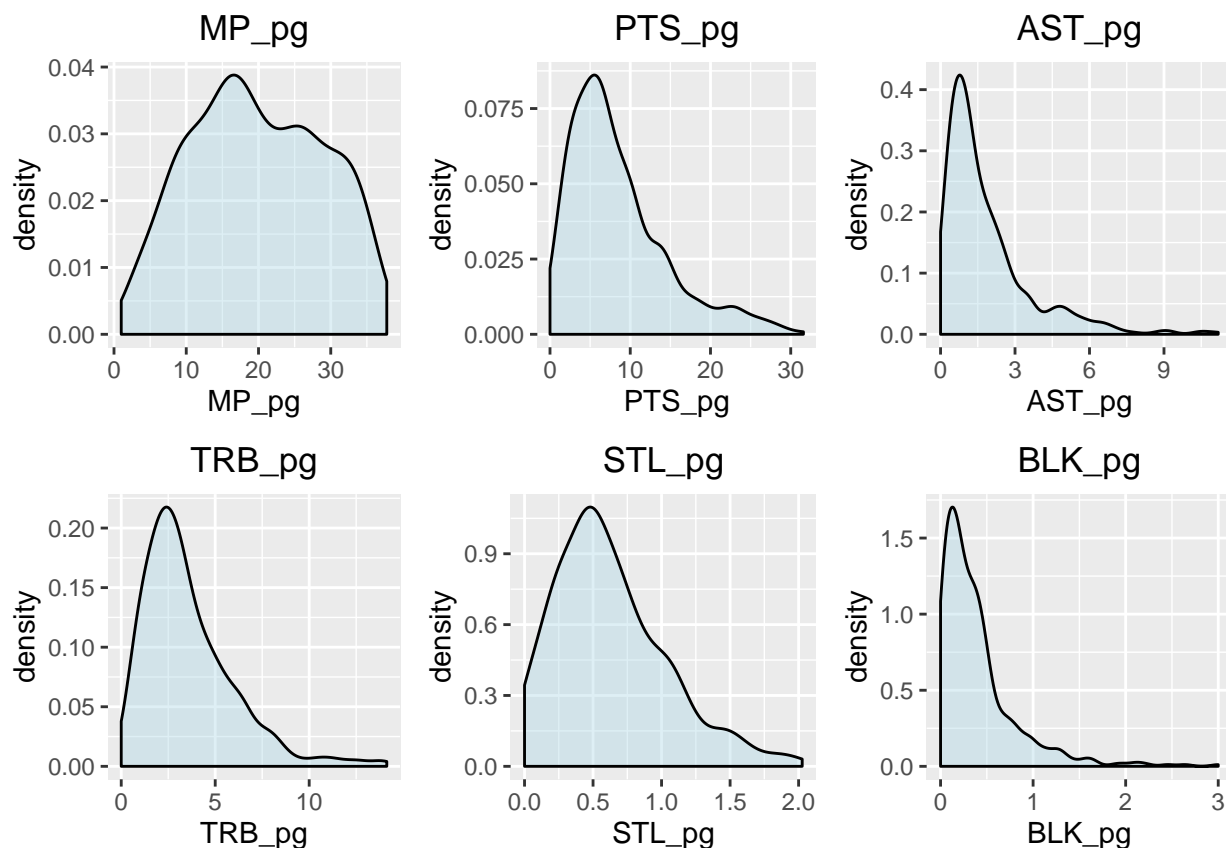 MP_pg
PTS_pg
AST_pg
0.04
0.03
0.02
0.01
0.00
density
0 10 20 30
MP_pg
0.075
0.050
0.025
0.000
density
0 10 20 30
PTS_pg
0.4
0.3
0.2
0.1
0.0
density
0 3 6 9
AST_pg
TRB_pg
STL_pg
BLK_pg
0.20
0.15
0.10
0.05
0.00
density
0 5 10
TRB_pg
0.9
0.6
0.3
0.0
density
0.0 0.5 1.0 1.5 2.0
STL_pg
1.5
1.0
0.5
0.0
density
0 1 2 3
BLK_pg